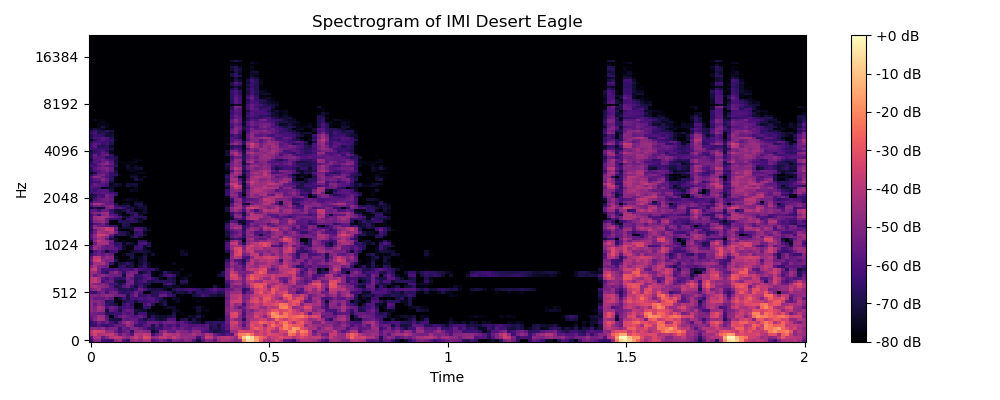 Spectrogram of IMI Desert Eagle
16384
8192
4096
2048
1024
512
0
Hz
0
0.5
1
1.5
2
Time
+0 dB
-10 dB
-20 dB
-30 dB
-40 dB
-50 dB
-60 dB
-70 dB
-80 dB